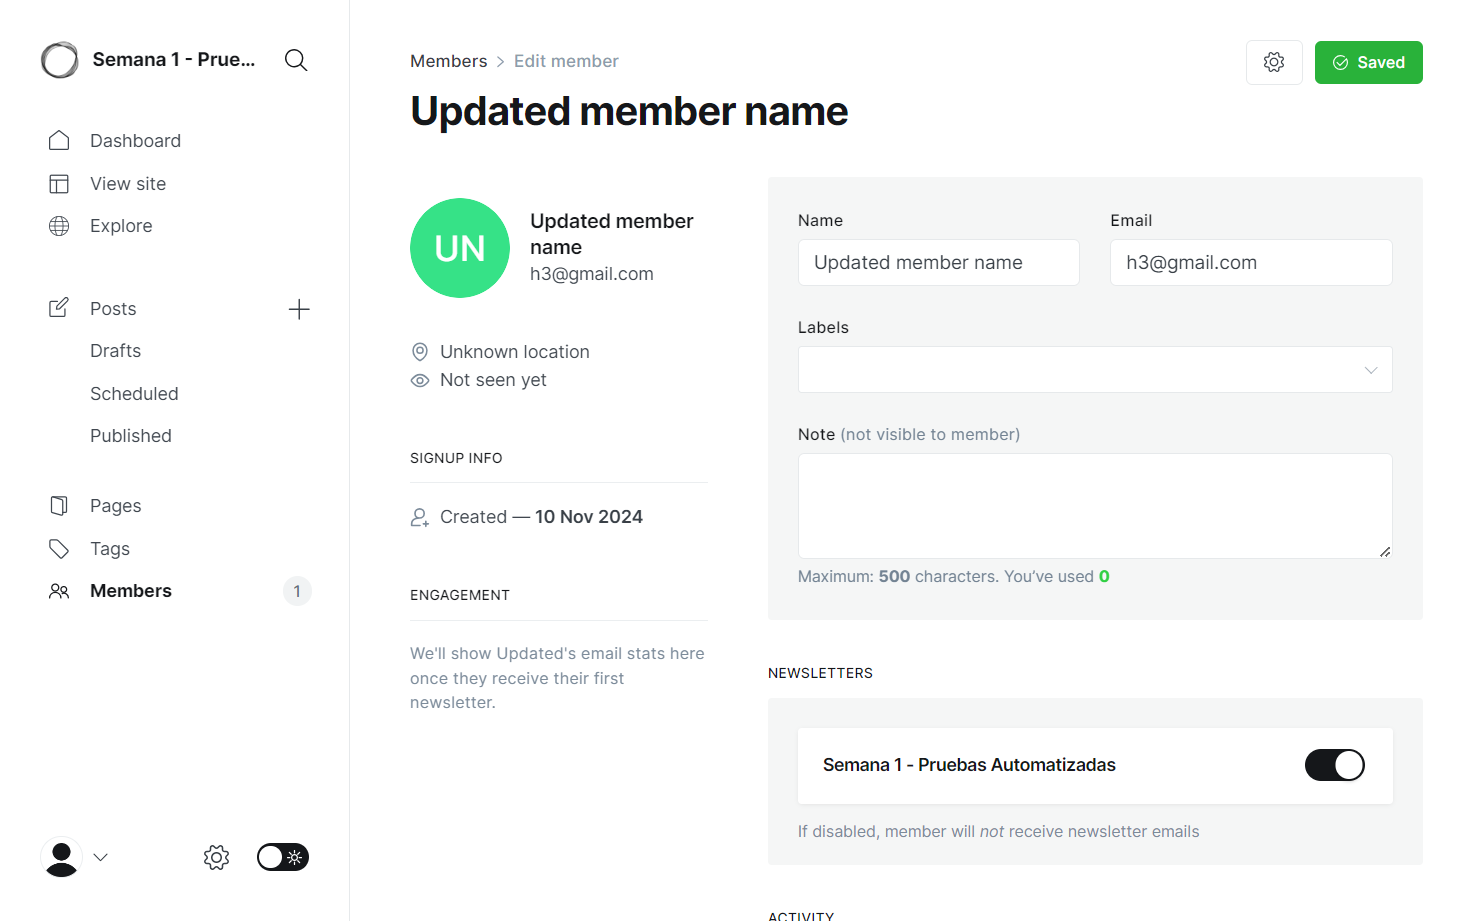 Semana 1 - Prue...
Dashboard
View site
Explore
Posts
Drafts
Scheduled
Published
Pages
Tags
Members
1
Members > Edit member
Saved
Updated member name
UN
Updated member
name
h3@gmail.com
Unknown location
Not seen yet
SIGNUP INFO
Created — 10 Nov 2024
ENGAGEMENT
We'll show Updated's email stats here
once they receive their first
newsletter.
Name
Updated member name
Email
h3@gmail.com
Labels
Note (not visible to member)
Maximum: 500 characters. You’ve used 0
NEWSLETTERS
Semana 1 - Pruebas Automatizadas
If disabled, member will not receive newsletter emails
ACTIVITY